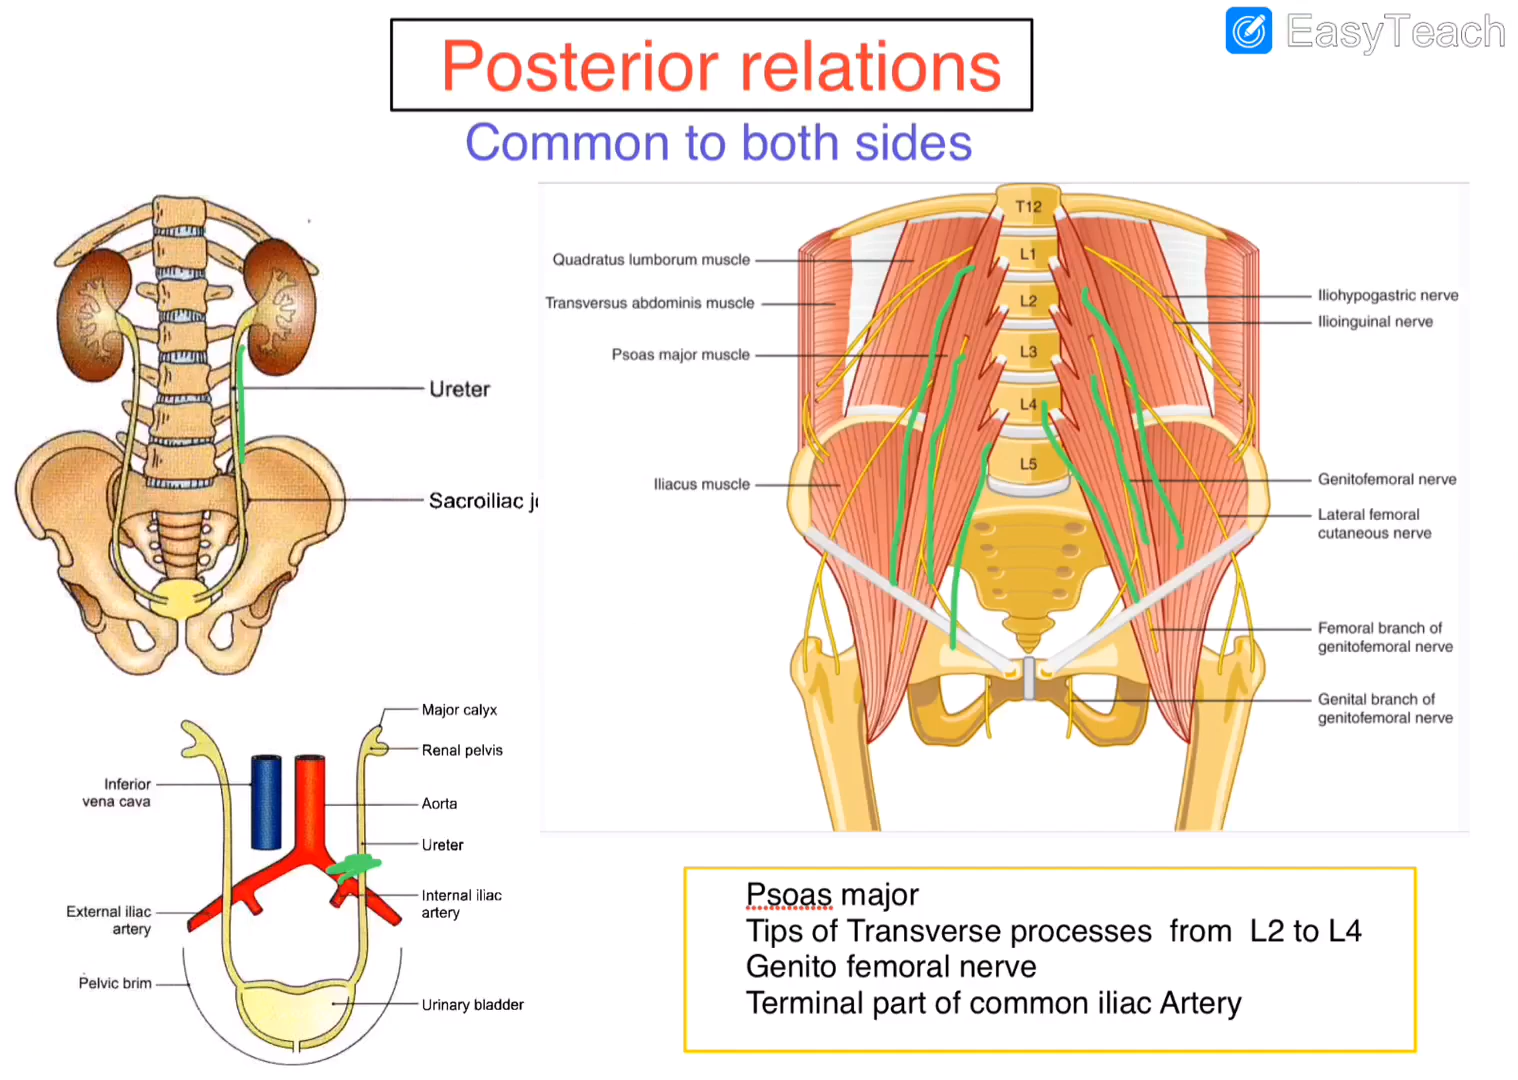 EasyTeach
Posterior relations
Common to both sides
Ureter
Sacroiliac
T12
L1
L2
L3
L4
L5
Quadratus lumborum muscle
Transversus abdominis muscle
Psoas major muscle
Iliacus muscle
Iliohypogastric nerve
Ilioinguinal nerve
Genitofemoral nerve
Lateral femoral
cutaneous nerve
Femoral branch of
genitofemoral nerve
Genital branch of
genitofemoral nerve
Major calyx
Renal pelvis
Inferior
vena cava
Aorta
Ureter
Internal iliac
artery
External iliac
artery
Pelvic brim
Urinary bladder
Psoas major
Tips of Transverse processes from L2 to L4
Genito femoral nerve
Terminal part of common iliac Artery